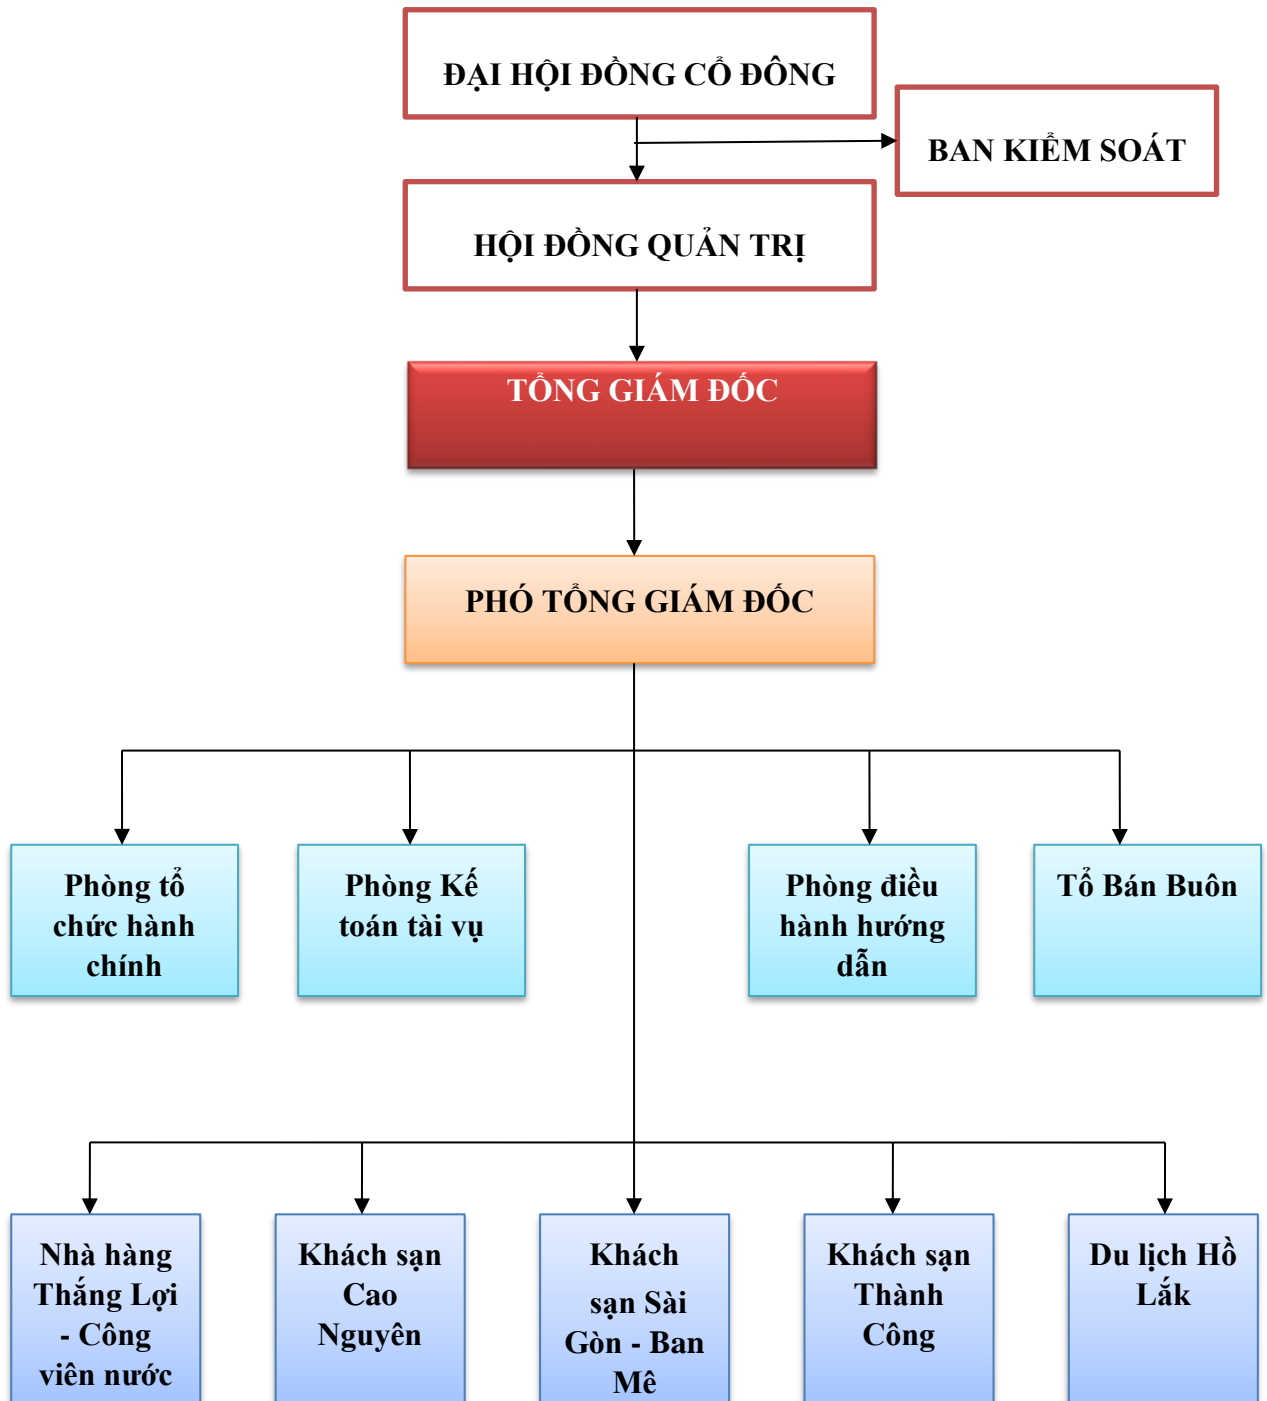 ĐẠI HỘI ĐỒNG CỔ ĐÔNG
BAN KIỂM SOÁT
HỘI ĐỒNG QUẢN TRỊ
TỔNG GIÁM ĐỐC
PHÓ TỔNG GIÁM ĐỐC
Phòng tổ
chức hành
chính
Phòng Kế
toán tài vụ
Phòng điều
hành hướng
dẫn
Tổ Bán Buôn
Nhà hàng
Thắng Lợi
- Công
viên nước
Khách sạn
Cao
Nguyên
Khách
sạn Sài
Gòn - Ban
Mê
Khách sạn
Thành
Công
Du lịch Hồ
Lắk